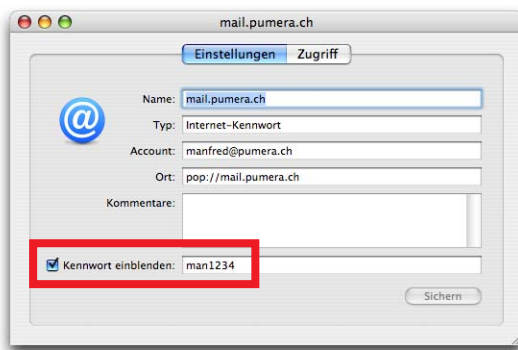 mail.pumera.ch
Einstellungen Zugriff
Name: mail.pumera.ch
Typ: Internet-Kennwort
Account: manfred@pumera.ch
Ort: pop://mail.pumera.ch
Kommentare:
Kennwort einblenden: man1234
Sichern